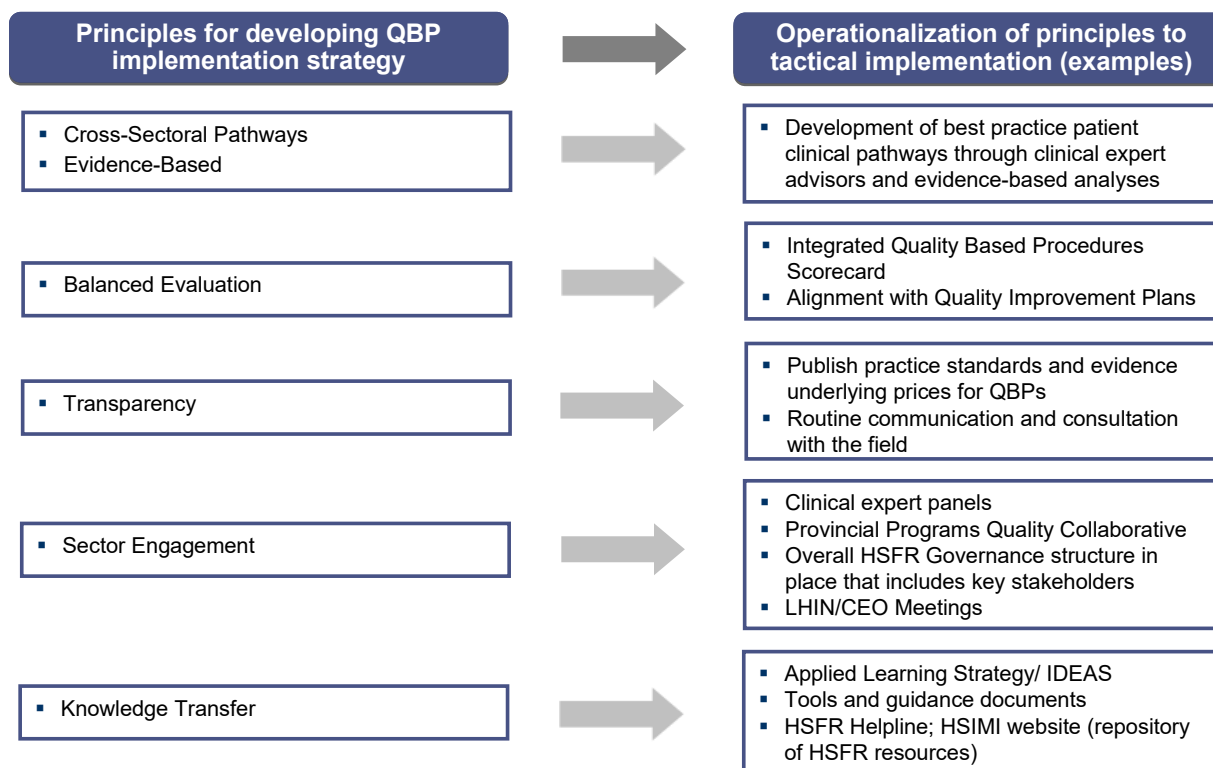 Principles for developing QBP
implementation strategy
Operationalization of principles to
tactical implementation (examples)
▪ Cross-Sectoral Pathways
▪ Evidence-Based
▪ Development of best practice patient
clinical pathways through clinical expert
advisors and evidence-based analyses
▪ Balanced Evaluation
▪ Integrated Quality Based Procedures
Scorecard
▪ Alignment with Quality Improvement Plans
▪ Transparency
▪ Publish practice standards and evidence
underlying prices for QBPs
▪ Routine communication and consultation
with the field
▪ Sector Engagement
▪ Clinical expert panels
▪ Provincial Programs Quality Collaborative
▪ Overall HSFR Governance structure in
place that includes key stakeholders
▪ LHIN/CEO Meetings
▪ Knowledge Transfer
▪ Applied Learning Strategy/ IDEAS
▪ Tools and guidance documents
▪ HSFR Helpline; HSIMI website (repository
of HSFR resources)